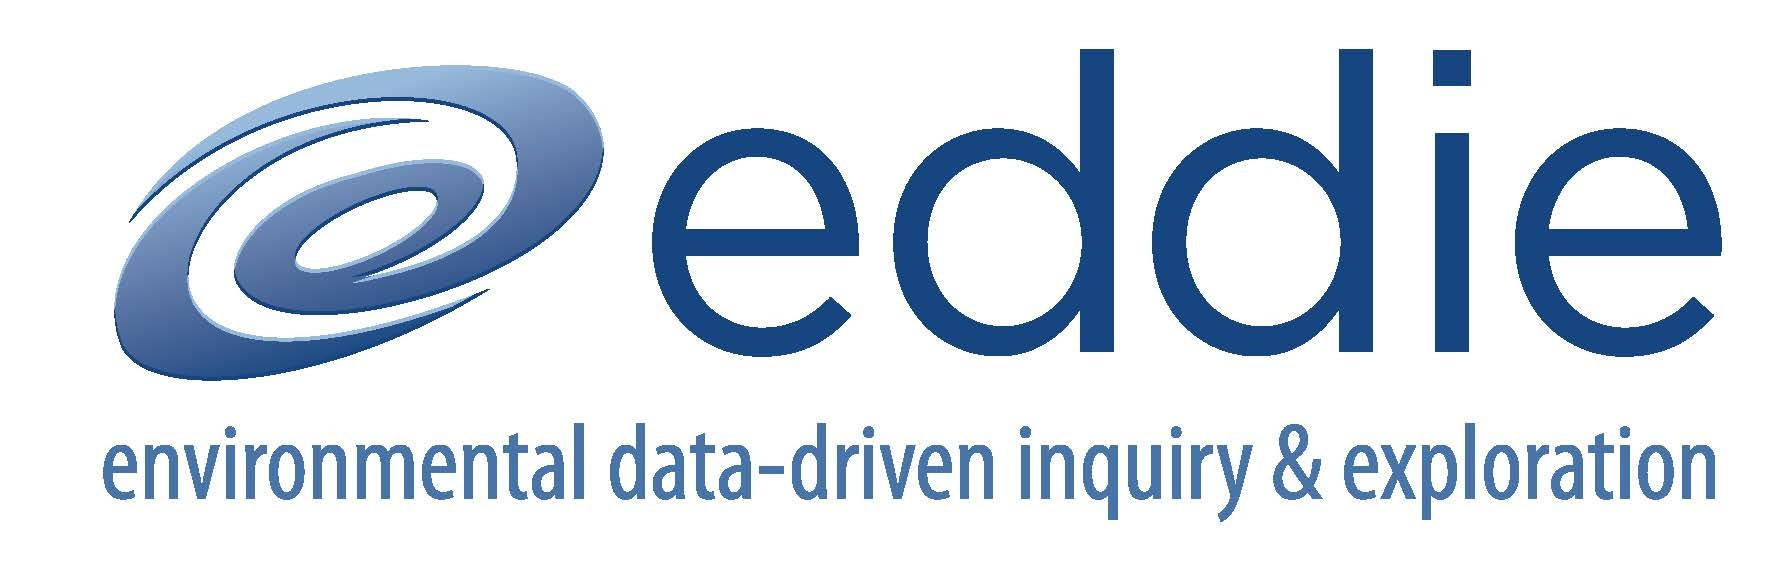 eddie
environmental data-driven inquiry & exploration